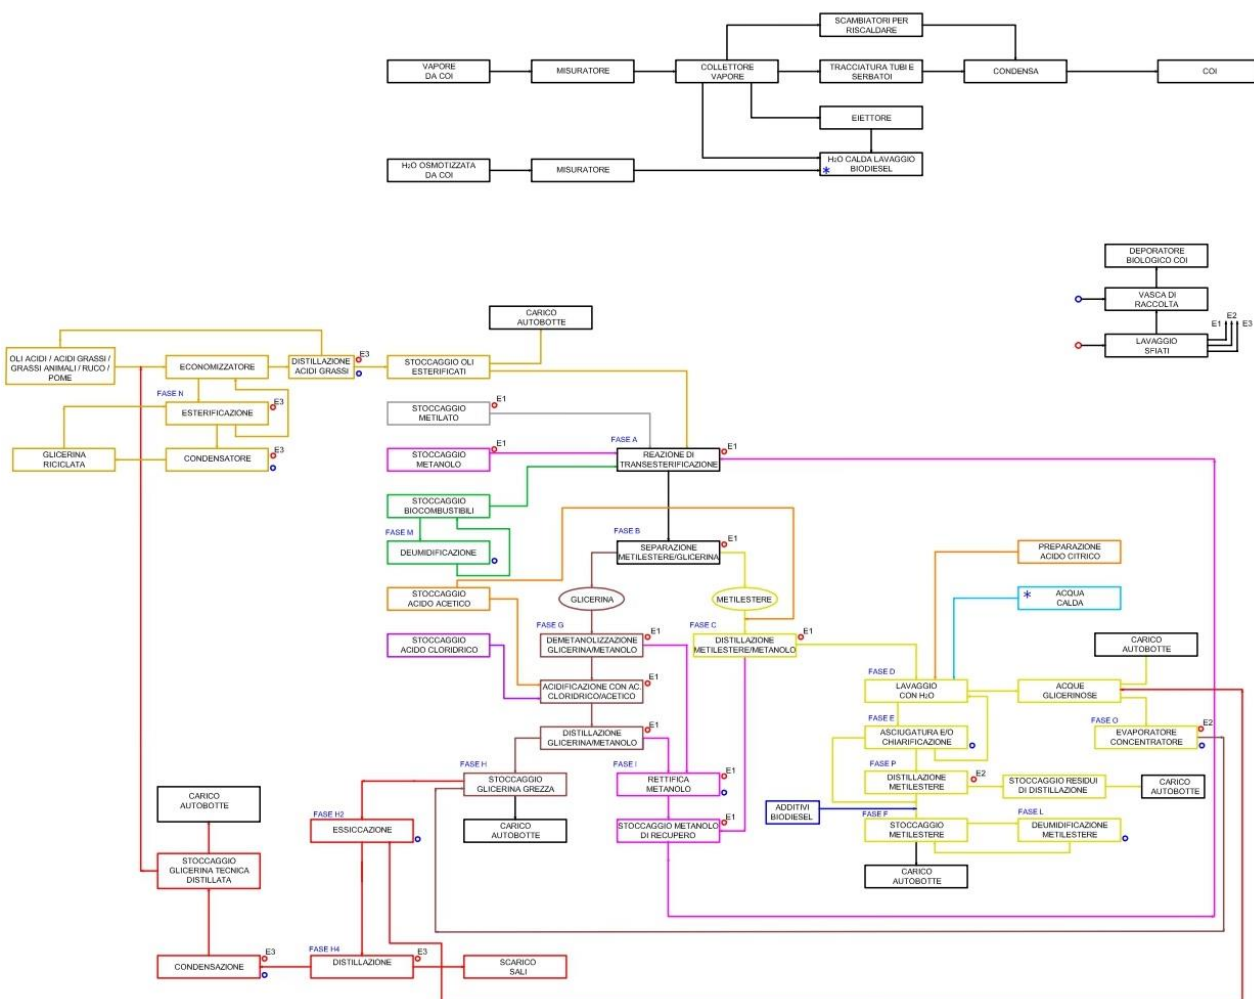 SCAMBIATORI PER
RISCALDARE
VAPORE
DA COI
MISURATORE
COLLETTORE
VAPORE
TRACCIATURA TUBI E
SERBATOI
CONDENSA
COI
EIETTORE
H2O OSMOTIZZATA
DA COI
MISURATORE
H2O CALDA LAVAGGIO
BIODIESEL
*
DEPORATORE
BIOLOGICO COI
VASCA DI
RACCOLTA
E1
E2
E3
LAVAGGIO
SFIATI
CARICO
AUTOBOTTE
OLI ACIDI / ACIDI GRASSI /
GRASSI ANIMALI / RUCO /
POME
ECONOMIZZATORE
DISTILLAZIONE
ACIDI GRASSI
E3
STOCCAGGIO OLI
ESTERIFICATI
FASE N
ESTERIFICAZIONE
E3
STOCCAGGIO
METILATO
E1
GLICERINA
RICICLATA
CONDENSATORE
E3
STOCCAGGIO
METANOLO
E1
FASE A
REAZIONE DI
TRANSESTERIFICAZIONE
E1
STOCCAGGIO
BIOCOMBUSTIBILI
FASE M
DEUMIDIFICAZIONE
FASE B
SEPARAZIONE
METILESTERE/GLICERINA
E1
PREPARAZIONE
ACIDO CITRICO
STOCCAGGIO
ACIDO ACETICO
GLICERINA
METILESTERE
* ACQUA
CALDA
STOCCAGGIO
ACIDO CLORIDRICO
FASE G
DEMETANOLIZZAZIONE
GLICERINA/METANOLO
E1
FASE C
DISTILLAZIONE
METILESTERE/METANOLO
E1
CARICO
AUTOBOTTE
ACIDIFICAZIONE CON AC.
CLORIDRICO/ACETICO
E1
FASE D
LAVAGGIO
CON H2O
ACQUE
GLICERINOSE
DISTILLAZIONE
GLICERINA/METANOLO
E1
FASE E
ASCIUGATURA E/O
CHIARIFICAZIONE
FASE O
EVAPORATORE
CONCENTRATORE
E2
FASE H
STOCCAGGIO
GLICERINA GREZZA
FASE I
RETTIFICA
METANOLO
E1
FASE P
DISTILLAZIONE
METILESTERE
E2
STOCCAGGIO RESIDUI
DI DISTILLAZIONE
CARICO
AUTOBOTTE
CARICO
AUTOBOTTE
FASE H2
ESSICCAZIONE
CARICO
AUTOBOTTE
STOCCAGGIO METANOLO
DI RECUPERO
E1
ADDITIVI
BIODIESEL
FASE F
STOCCAGGIO
METILESTERE
FASE L
DEUMIDIFICAZIONE
METILESTERE
STOCCAGGIO
GLICERINA TECNICA
DISTILLATA
CARICO
AUTOBOTTE
CONDENSAZIONE
E3
FASE H4
DISTILLAZIONE
E3
SCARICO
SALI